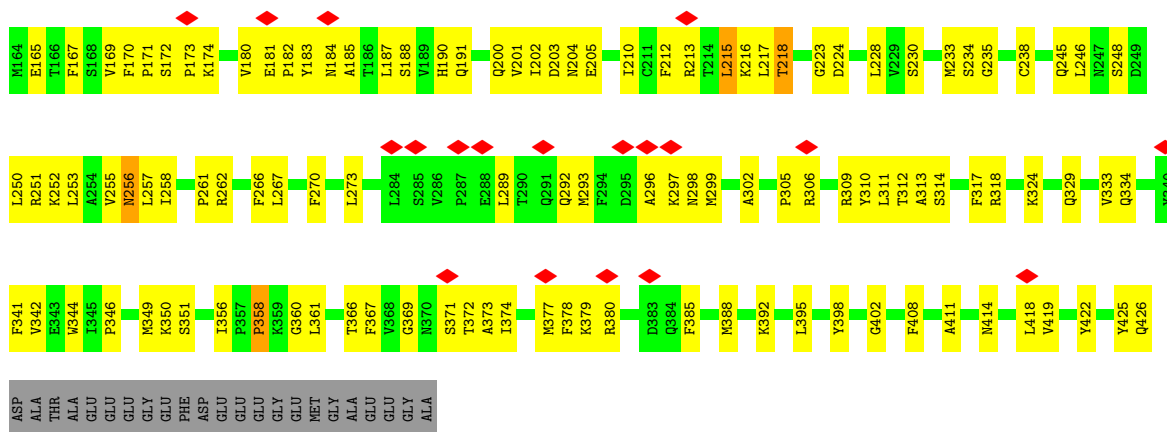 M164 E165 T166 F167 S168 V169 F170 P171 S172 P173 K174 V180 E181 P182 Y183 N184 A185 T186 L187 S188 V189 H190 Q191 Q200 V201 I202 D203 N204 E205 I210 C211 F212 R213 T214 L215 K216 L217 T218 G223 D224 L228 V229 S230 M233 S234 G235 C238 Q245 L246 N247 S248 D249
L250 R251 K252 L253 A254 V255 N256 L257 I258 P261 R262 F266 L267 F270 L273 L284 S285 V286 P287 E288 L289 T290 Q291 Q292 M293 F294 D295 A296 K297 N298 M299 A302 P305 R306 R309 Y310 L311 T312 A313 S314 F317 R318 K324 Q329 V333 Q334
F341 V342 E343 W344 I345 P346 M349 K350 S351 I356 P357 P358 K359 G360 L361 T366 F367 V368 G369 N370 S371 T372 A373 I374 M377 F378 K379 R380 D383 Q384 F385 M388 K392 L395 Y398 G402 F408 A411 N414 L418 V419 Y422 Y425 Q426
ASP ALA THR ALA GLU GLU GLU GLY GLU PHE ASP GLU GLU GLU GLY GLU MET GLY ALA GLU GLU GLY ALA